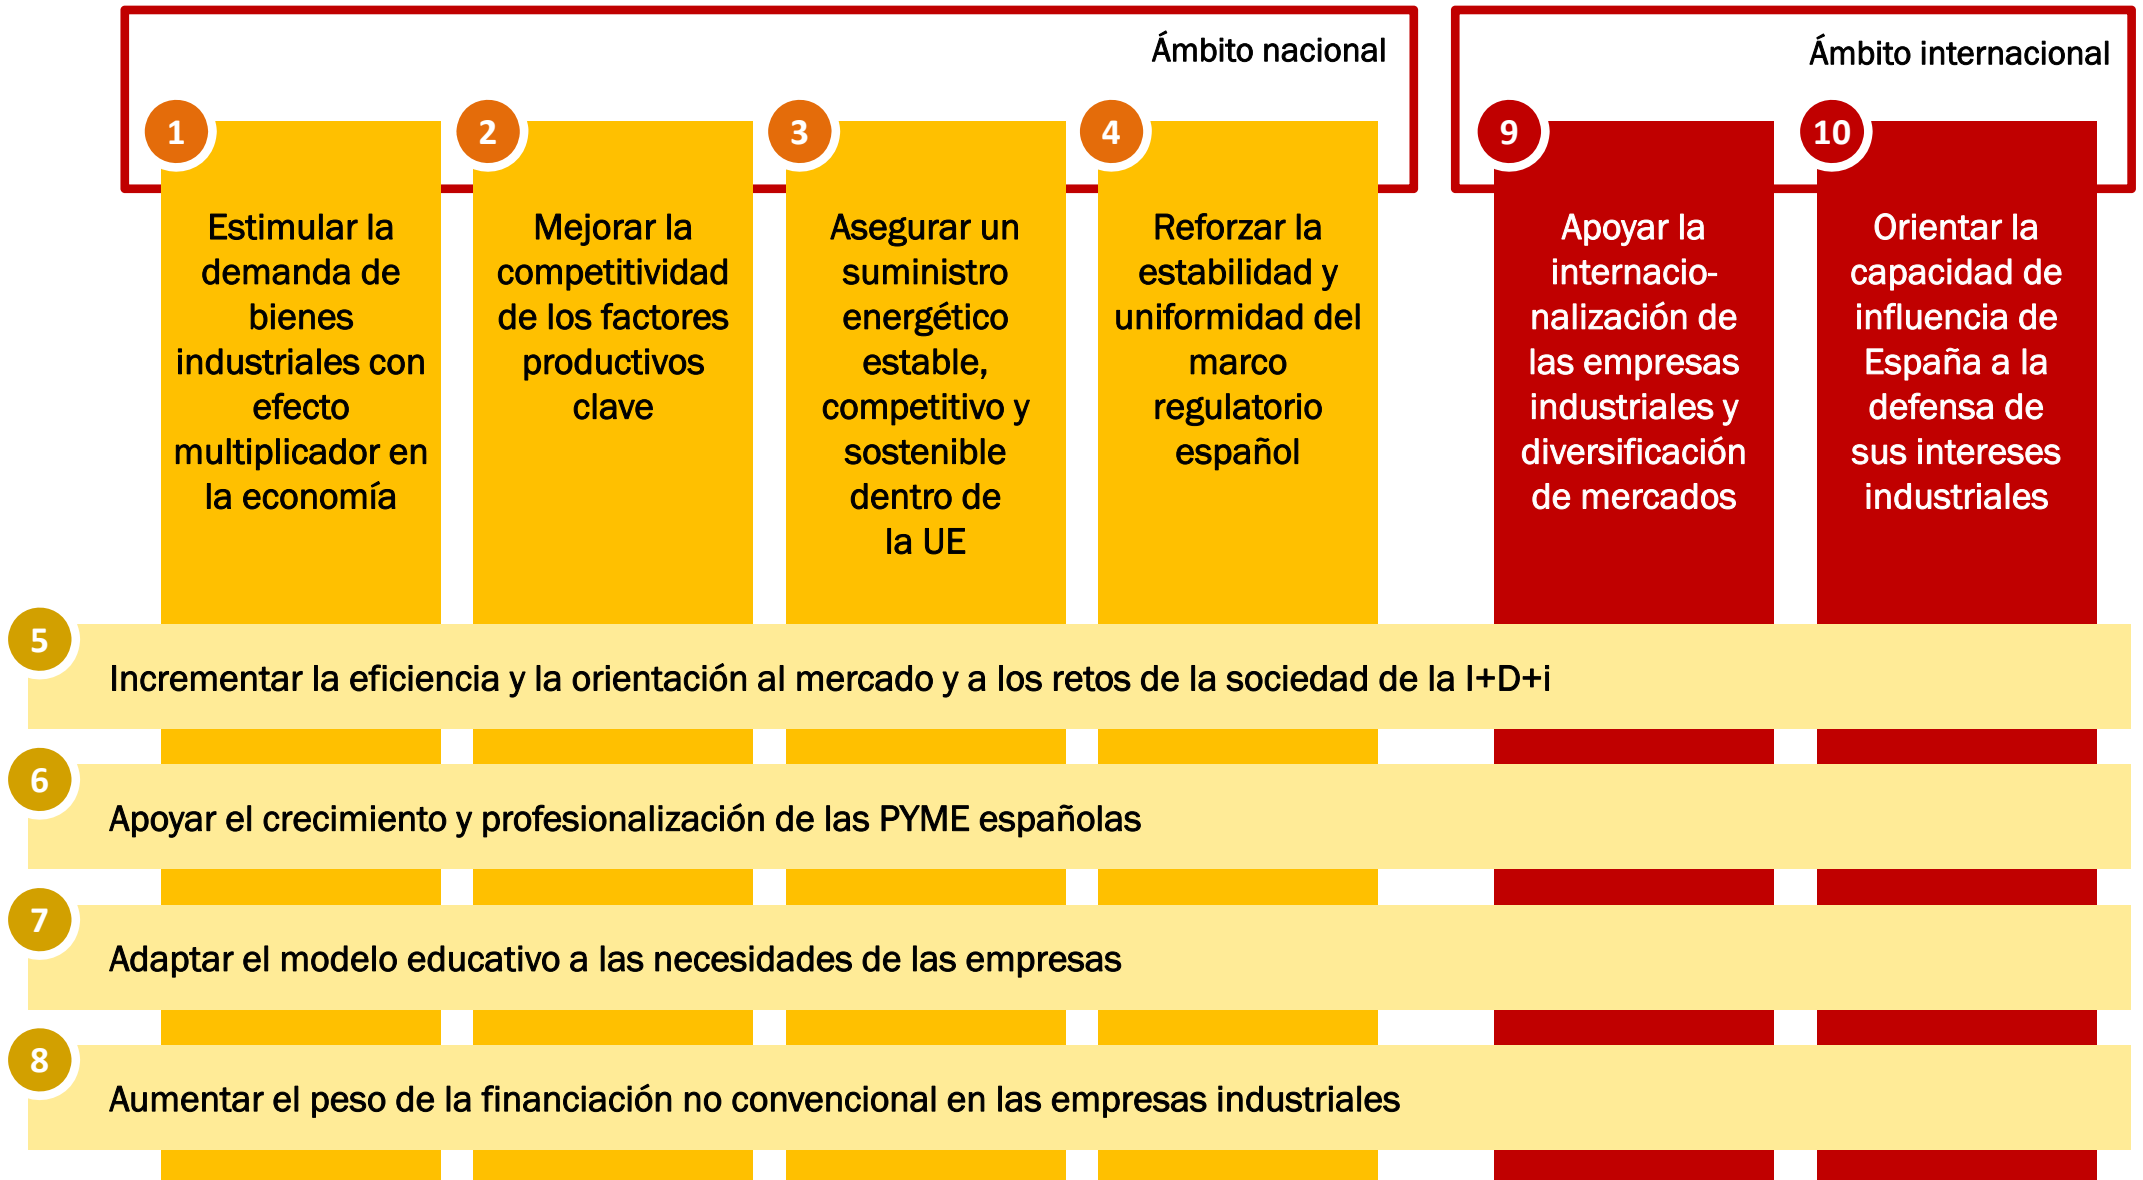 Ámbito nacional
Ámbito internacional
1
Estimular la
demanda de
bienes
industriales con
efecto
multiplicador en
la economía
2
Mejorar la
competitividad
de los factores
productivos
clave
3
Asegurar un
suministro
energético
estable,
competitivo y
sostenible
dentro de
la UE
4
Reforzar la
estabilidad y
uniformidad del
marco
regulatorio
español
9
Apoyar la
internacio-
nalización de
las empresas
industriales y
diversificación
de mercados
10
Orientar la
capacidad de
influencia de
España a la
defensa de
sus intereses
industriales
5
Incrementar la eficiencia y la orientación al mercado y a los retos de la sociedad de la I+D+i
6
Apoyar el crecimiento y profesionalización de las PYME españolas
7
Adaptar el modelo educativo a las necesidades de las empresas
8
Aumentar el peso de la financiación no convencional en las empresas industriales